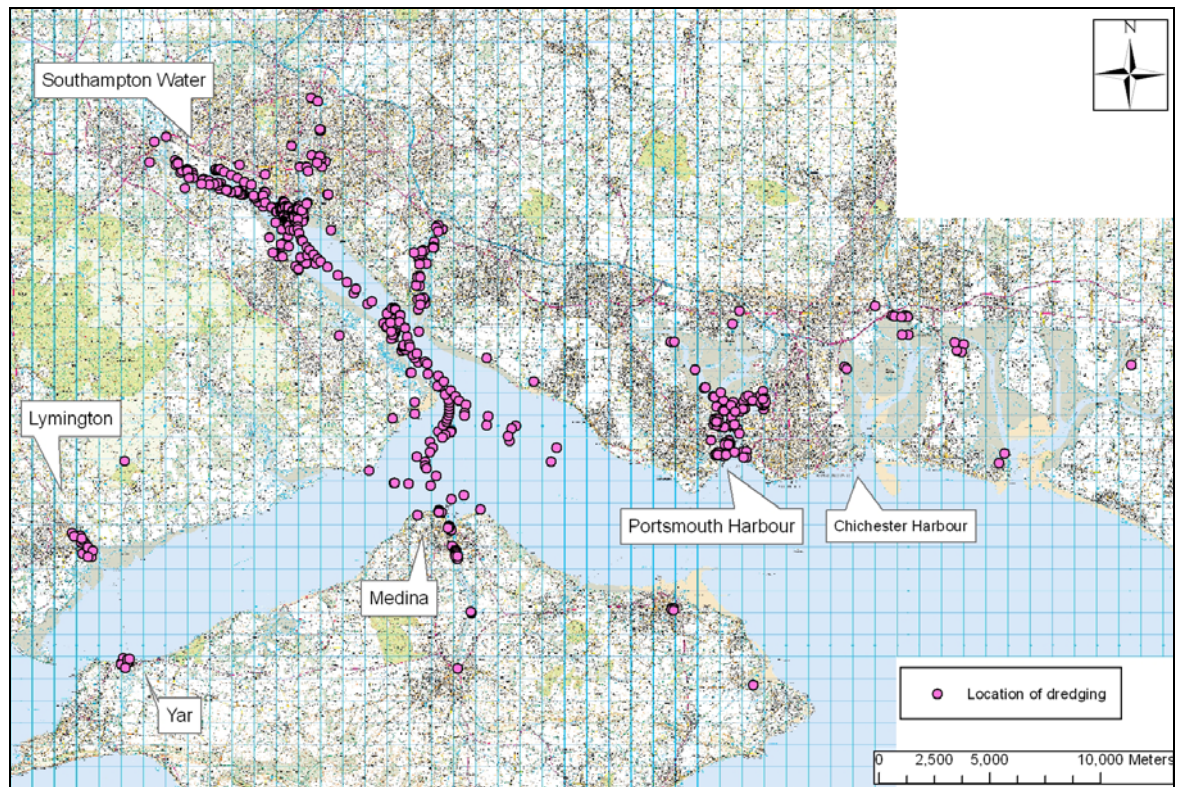 N
Southampton Water
Lymington
Portsmouth Harbour
Chichester Harbour
Medina
Yar
Location of dredging
0 2,500 5,000 10,000 Meters